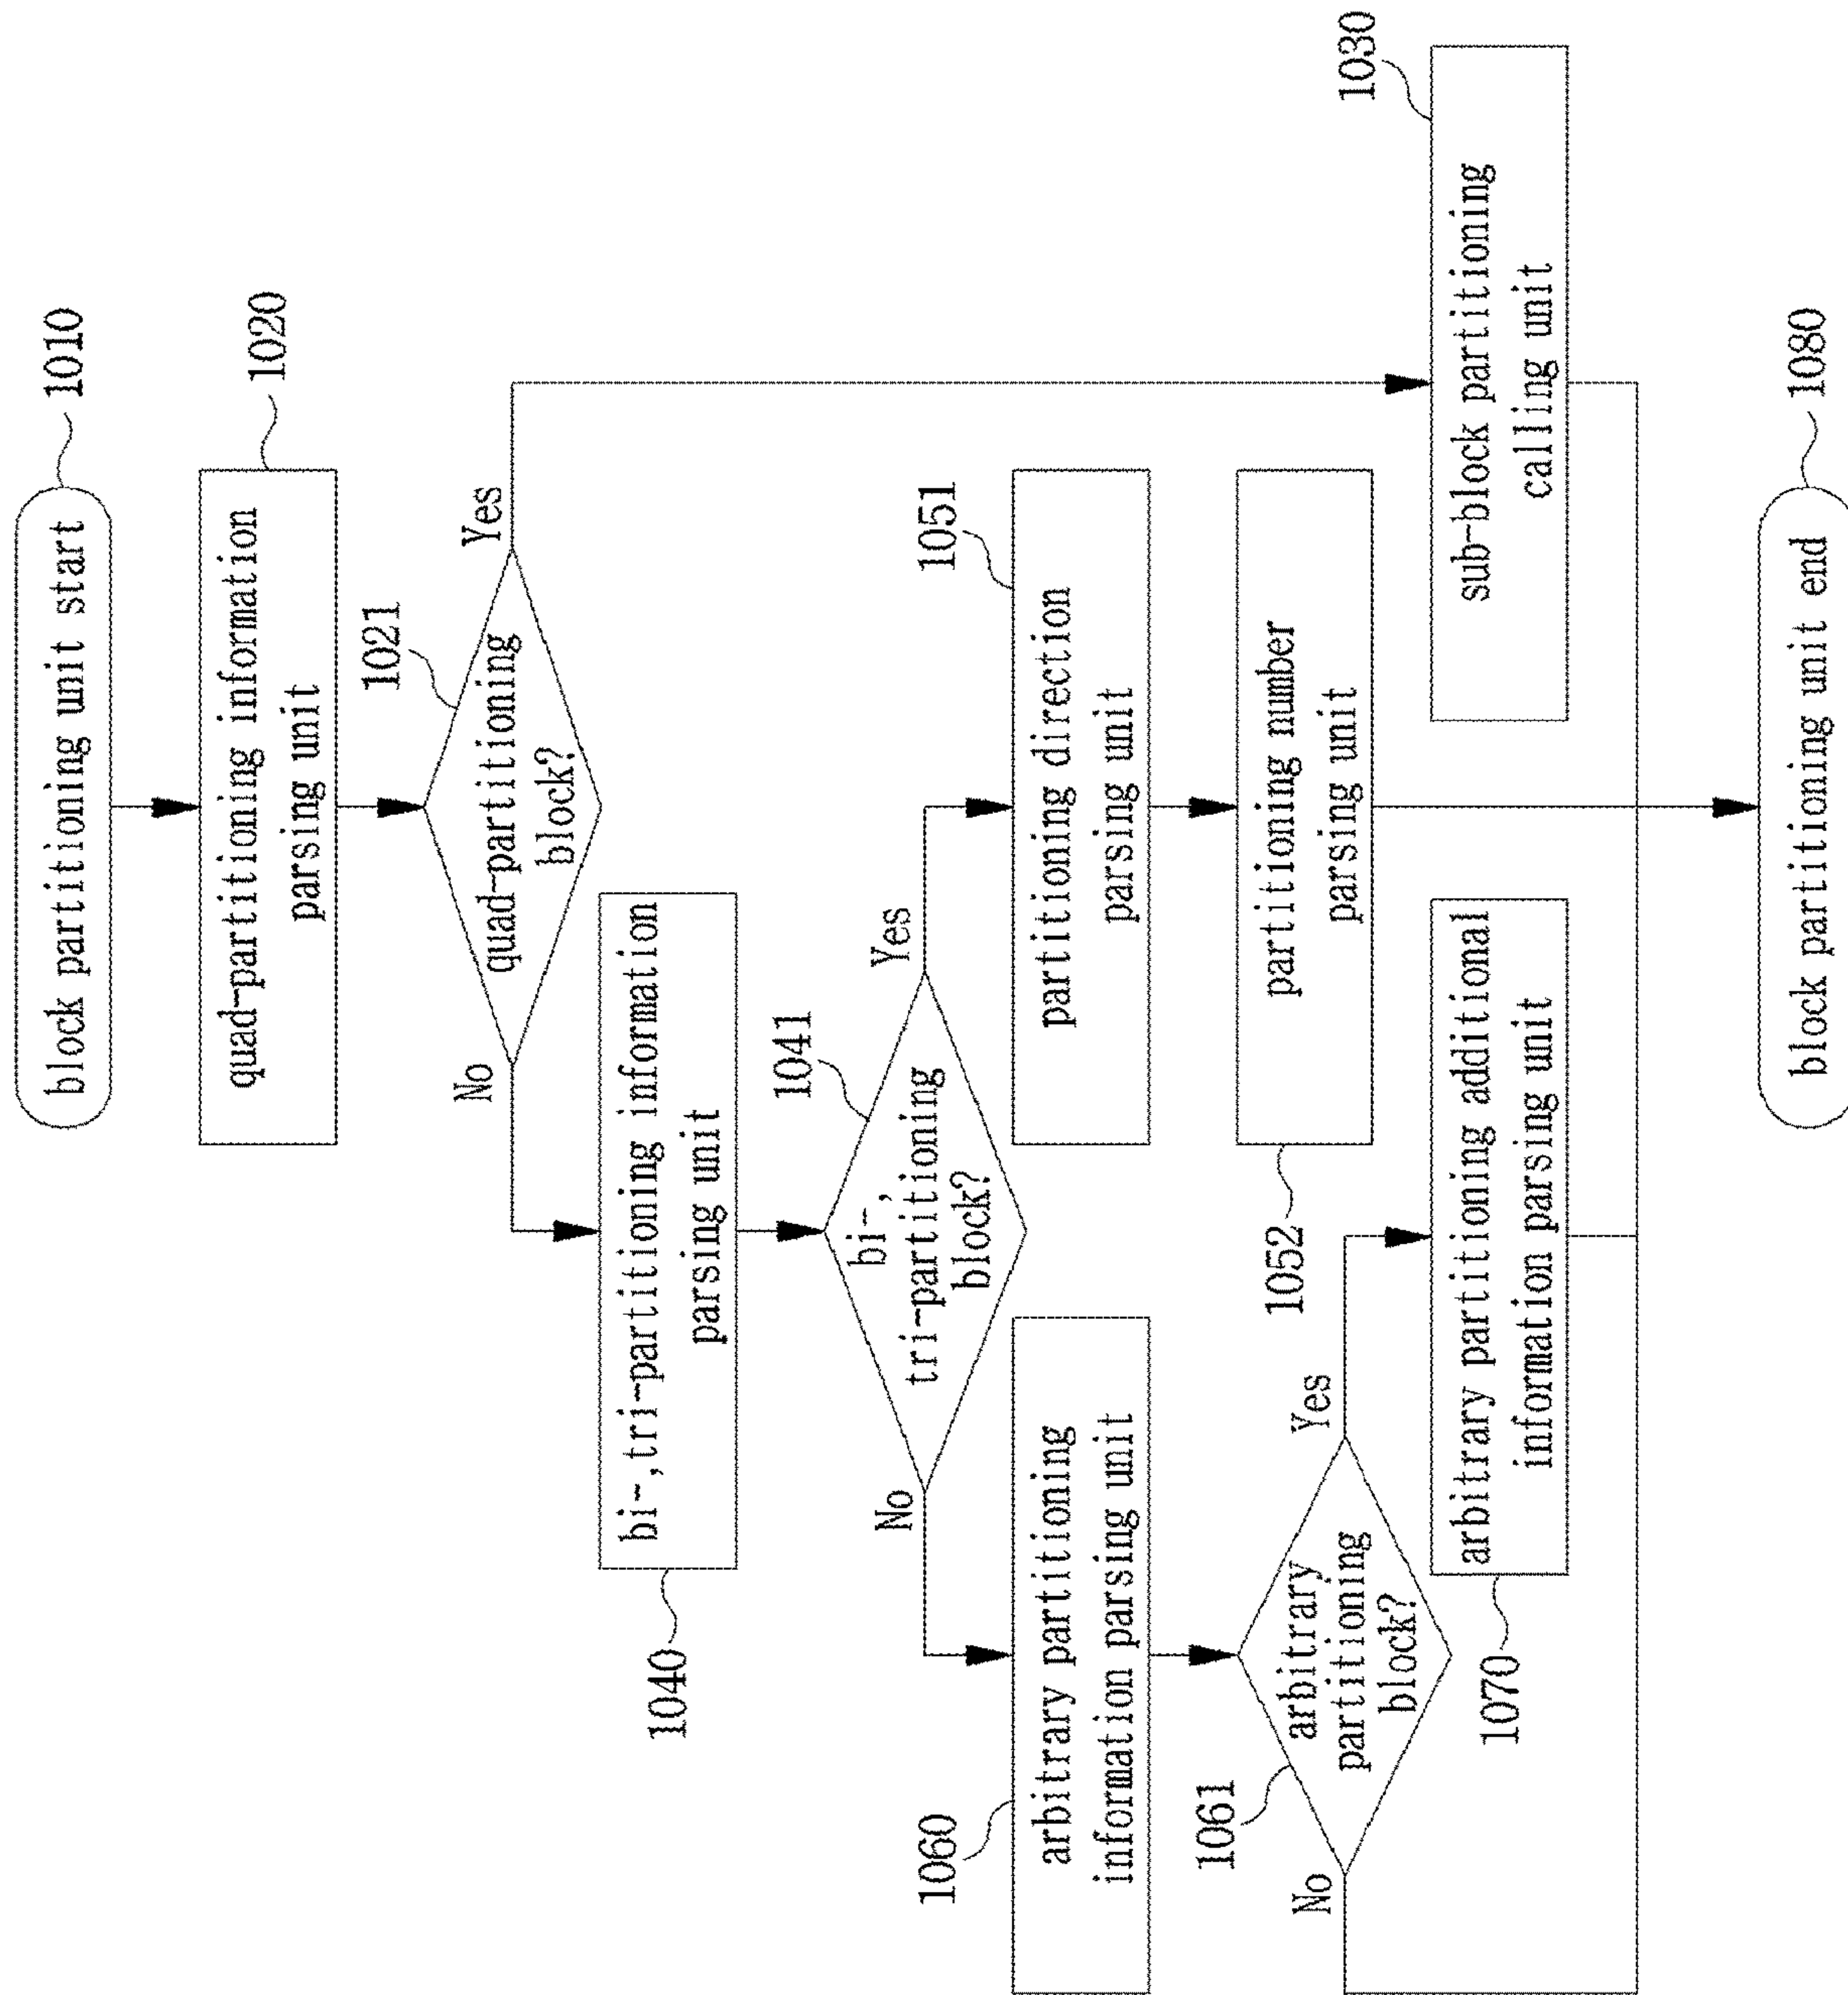 block partitioning unit start
1010
quad-partitioning information
parsing unit
1020
quad-partitioning
block?
1021
No
Yes
bi-,tri-partitioning information
parsing unit
1040
bi-,
tri-partitioning
block?
1041
No
Yes
arbitrary partitioning
information parsing unit
1060
partitioning direction
parsing unit
1051
partitioning number
parsing unit
1052
arbitrary
partitioning
block?
1061
No
Yes
arbitrary partitioning additional
information parsing unit
1070
sub-block partitioning
calling unit
1030
block partitioning unit end
1080